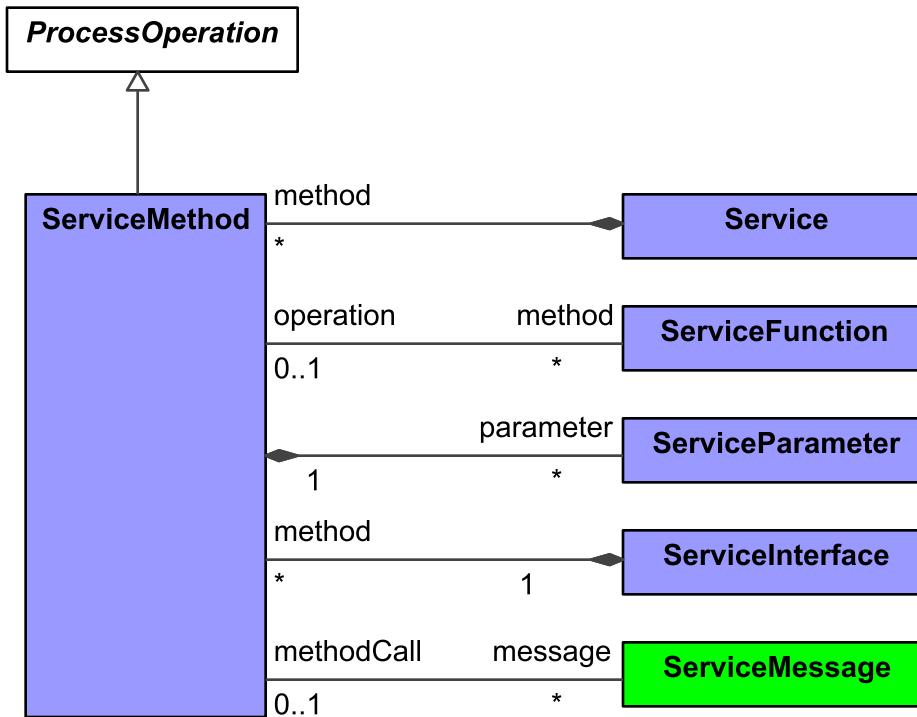 ProcessOperation
ServiceMethod
method
*
Service
operation
method
0..1
*
ServiceFunction
parameter
1
*
ServiceParameter
method
*
1
ServiceInterface
methodCall
message
0..1
*
ServiceMessage